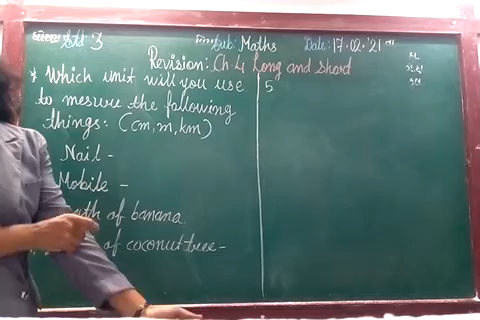 Std: 3 Sub: Maths Date: 17.02.'21
Revision: Ch 4 Long and Short
* Which unit will you use
to mesure the following
things: (cm, m, km)
Nail -
Mobile -
of banana
of coconut tree -
5